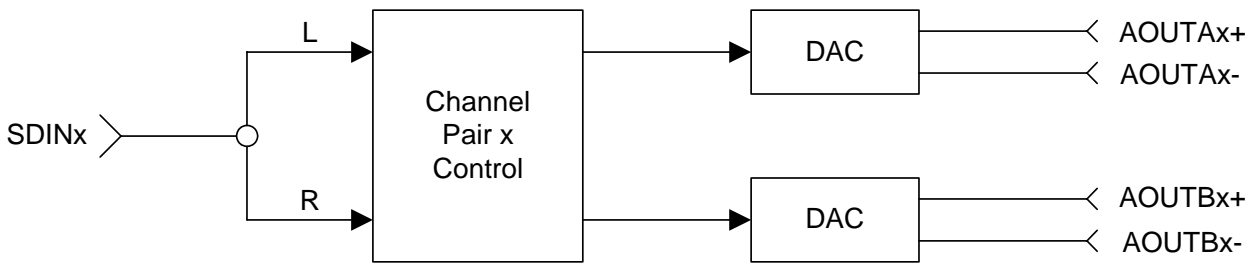 L
SDINx
R
Channel
Pair x
Control
DAC
AOUTAx+
AOUTAx-
DAC
AOUTBx+
AOUTBx-